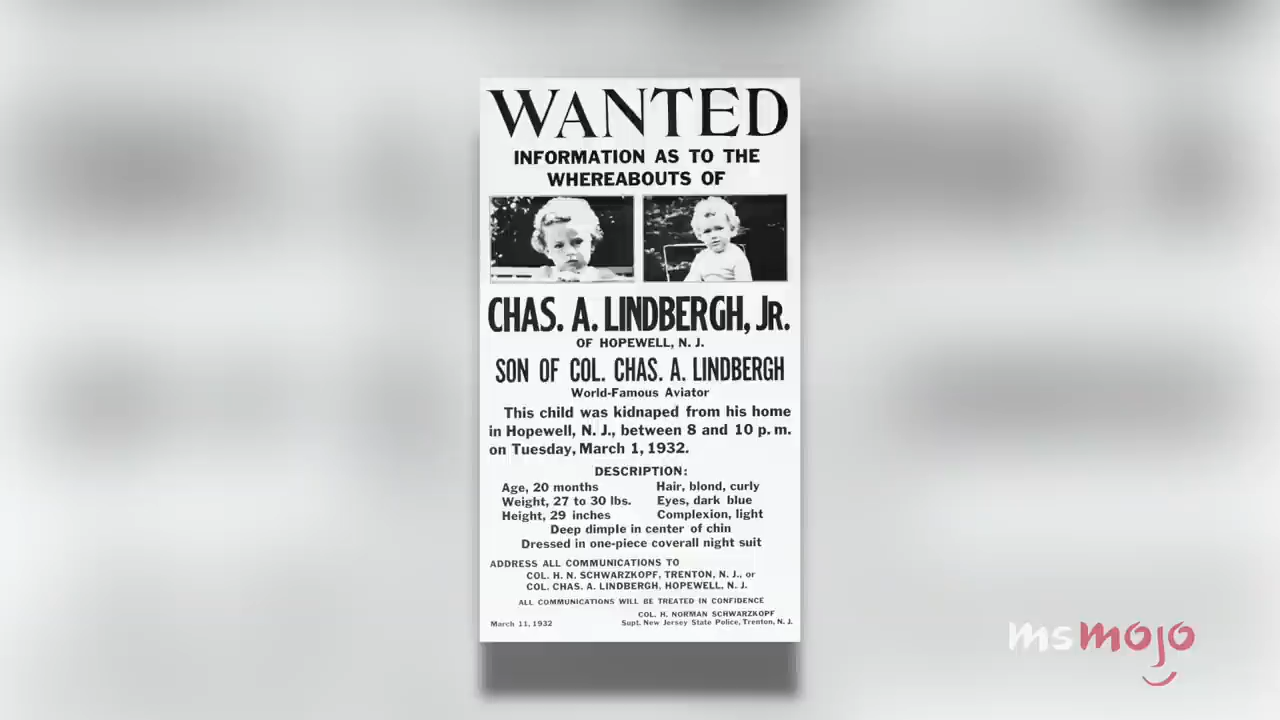 WANTED
INFORMATION AS TO THE
WHEREABOUTS OF
CHAS. A. LINDBERGH, JR.
OF HOPEWELL, N. J.
SON OF COL. CHAS. A. LINDBERGH
World-Famous Aviator
This child was kidnaped from his home
in Hopewell, N. J., between 8 and 10 p. m.
on Tuesday, March 1, 1932.
DESCRIPTION:
Age, 20 months Hair, blond, curly
Weight, 27 to 30 lbs. Eyes, dark blue
Height, 29 inches Complexion, light
Deep dimple in center of chin
Dressed in one-piece coverall night suit
ADDRESS ALL COMMUNICATIONS TO
COL. H. N. SCHWARZKOPF, TRENTON, N. J., or
COL. CHAS. A. LINDBERGH, HOPEWELL, N. J.
ALL COMMUNICATIONS WILL BE TREATED IN CONFIDENCE
COL. H. NORMAN SCHWARZKOPF
March 11, 1932 Supt. New Jersey State Police, Trenton, N. J.
msmojo